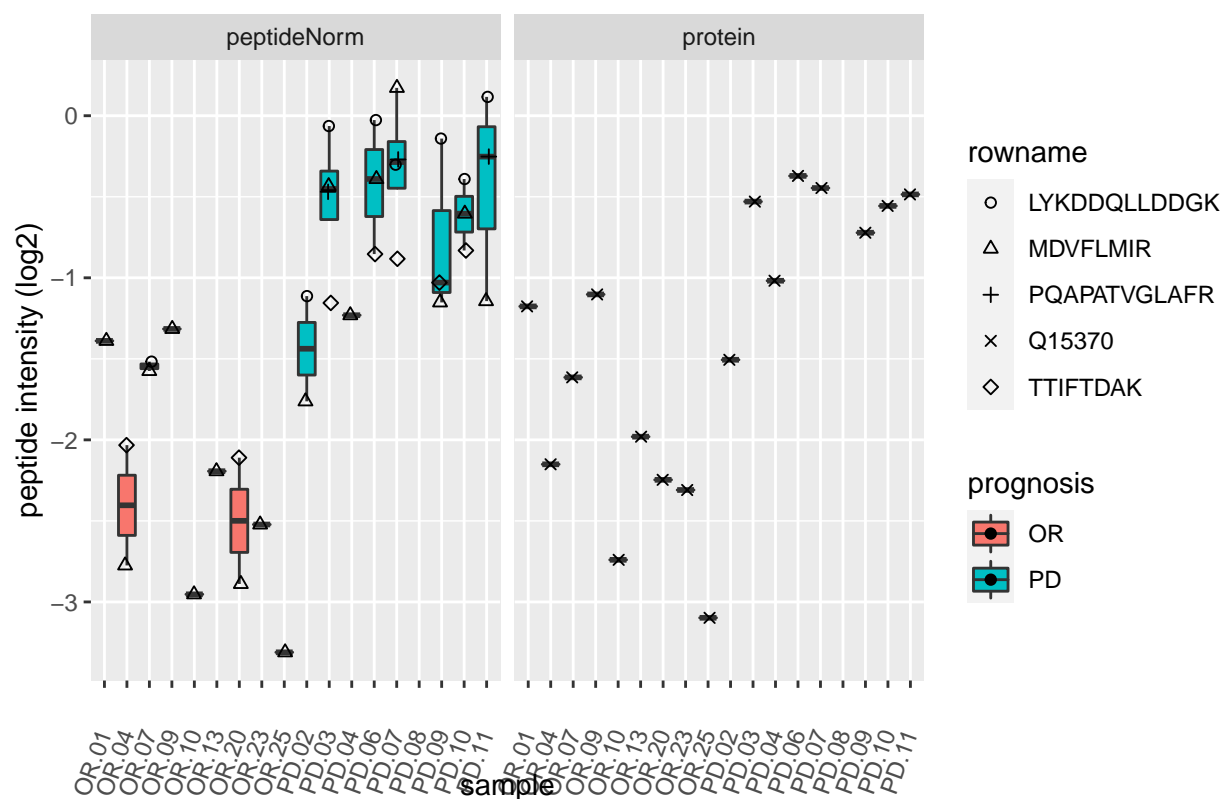 peptideNorm
protein
peptide intensity (log2)
0
−1
−2
−3
OR.01
OR.04
OR.07
OR.09
OR.10
OR.13
OR.20
OR.23
OR.25
PD.02
PD.03
PD.04
PD.06
PD.07
PD.08
PD.09
PD.10
PD.11
OR.01
OR.04
OR.07
OR.09
OR.10
OR.13
OR.20
OR.23
OR.25
PD.02
PD.03
PD.04
PD.06
PD.07
PD.08
PD.09
PD.10
PD.11
sample
rowname
LYKDDQLLDDGK
MDVFLMIR
PQAPATVGLAFR
Q15370
TTIFTDAK
prognosis
OR
PD